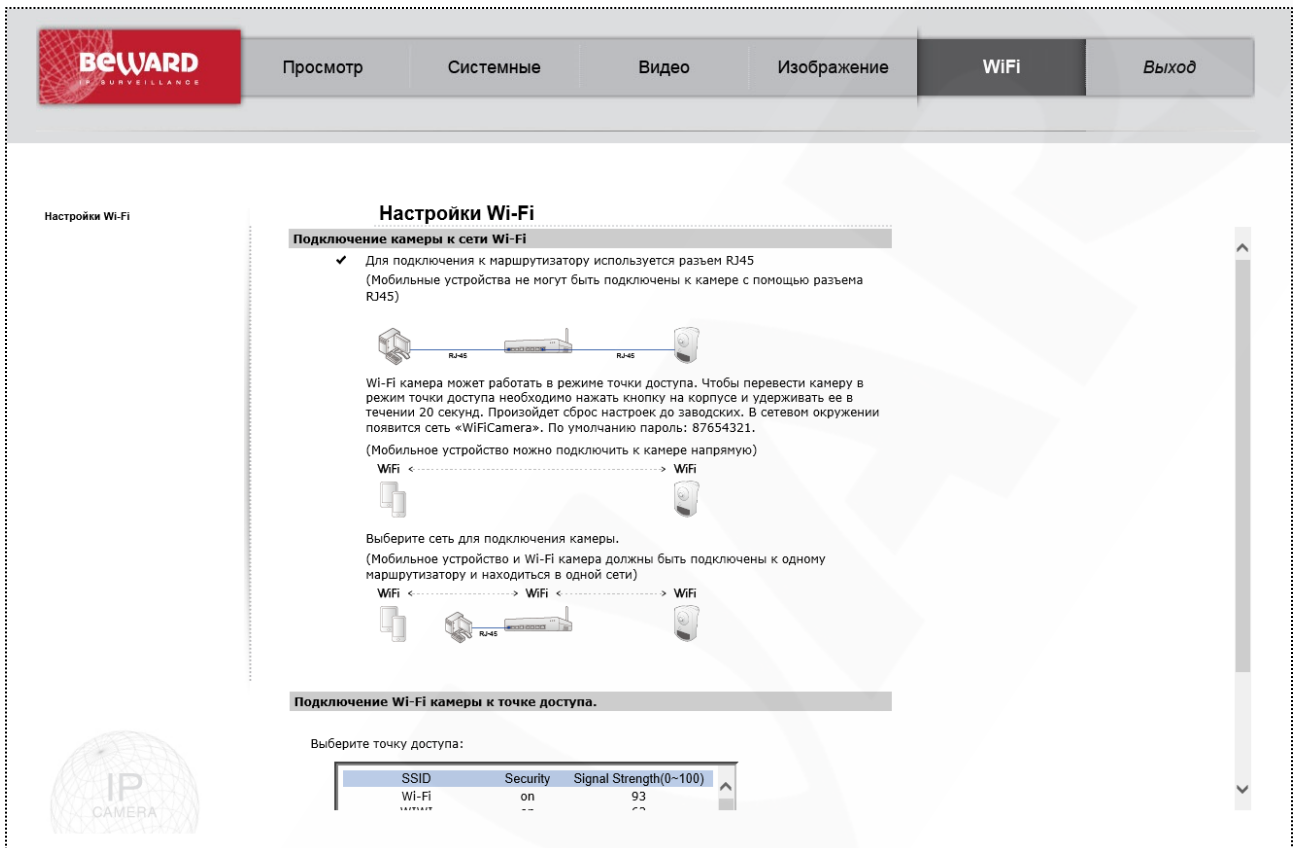 BEWARD
IP SURVEILLANCE
Просмотр
Системные
Видео
Изображение
WiFi
Выход
Настройки Wi-Fi
Настройки Wi-Fi
Подключение камеры к сети Wi-Fi
Для подключения к маршрутизатору используется разъем RJ45
(Мобильные устройства не могут быть подключены к камере с помощью разъема
RJ45)
RJ-45
RJ-45
Wi-Fi камера может работать в режиме точки доступа. Чтобы перевести камеру в
режим точки доступа необходимо нажать кнопку на корпусе и удерживать ее в
течении 20 секунд. Произойдет сброс настроек до заводских. В сетевом окружении
появится сеть «WiFiCamera». По умолчанию пароль: 87654321.
(Мобильное устройство можно подключить к камере напрямую)
WiFi
WiFi
Выберите сеть для подключения камеры.
(Мобильное устройство и Wi-Fi камера должны быть подключены к одному
маршрутизатору и находиться в одной сети)
WiFi
WiFi
WiFi
RJ-45
Подключение Wi-Fi камеры к точке доступа.
Выберите точку доступа:
SSID Security Signal Strength(0~100)
Wi-Fi on 93
IP
CAMERA